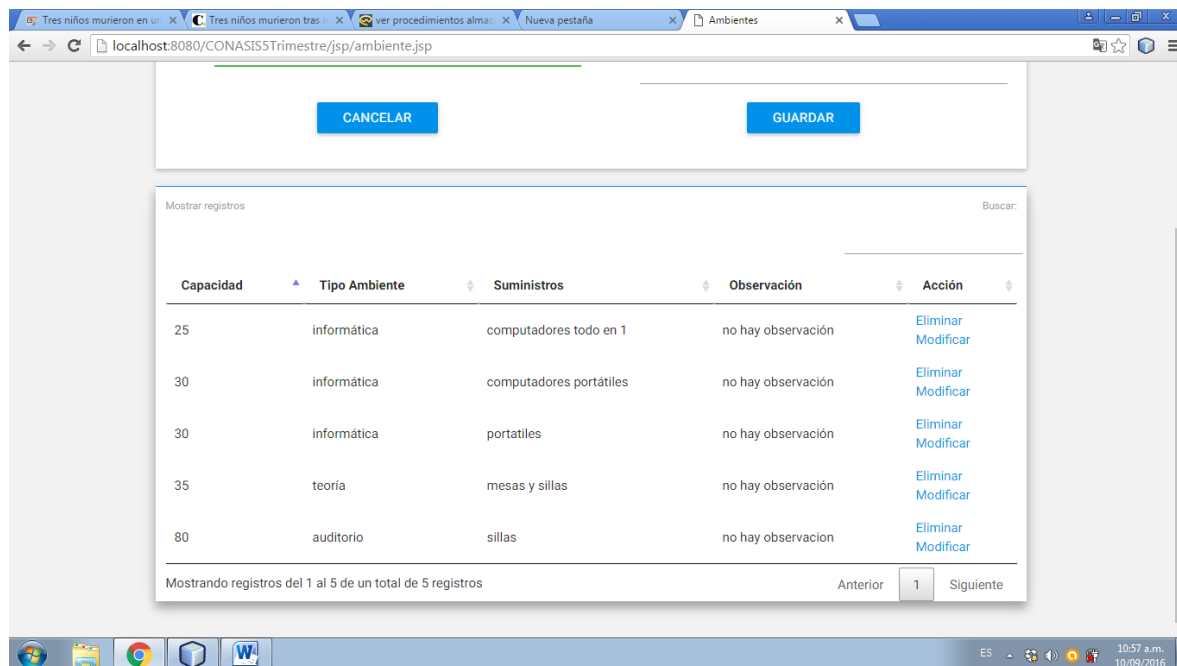 Tres niños murieron en un
Tres niños murieron tras i
ver procedimientos almac
Nueva pestaña
Ambientes
localhost:8080/CONASIS5Trimestre/jsp/ambiente.jsp
CANCELAR GUARDAR
Mostrar registros Buscar:
Capacidad Tipo Ambiente Suministros Observación Acción
25 informática computadores todo en 1 no hay observación Eliminar
Modificar
30 informática computadores portátiles no hay observación Eliminar
Modificar
30 informática portatiles no hay observación Eliminar
Modificar
35 teoría mesas y sillas no hay observación Eliminar
Modificar
80 auditorio sillas no hay observacion Eliminar
Modificar
Mostrando registros del 1 al 5 de un total de 5 registros Anterior 1 Siguiente
ES 10:57 a.m.
10/09/2016